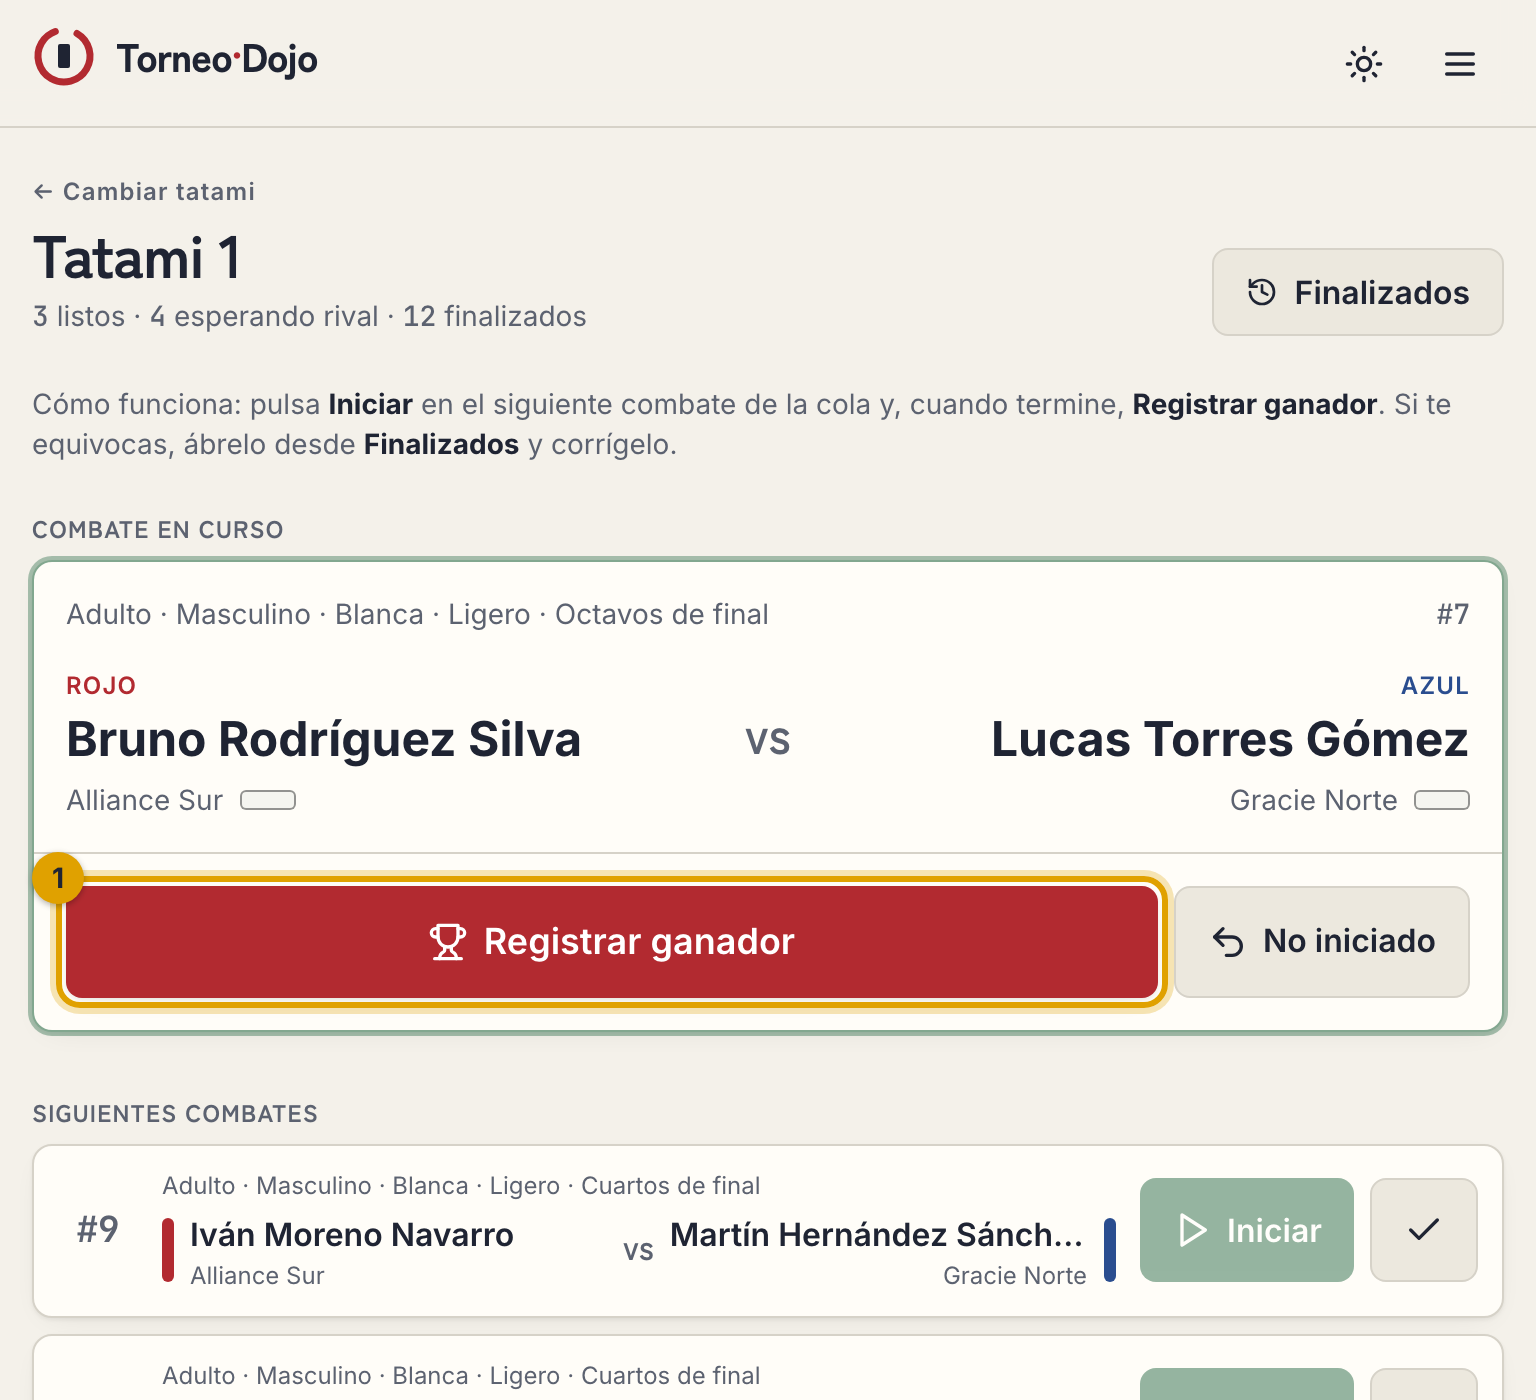 Torneo·Dojo
← Cambiar tatami
Tatami 1
3 listos · 4 esperando rival · 12 finalizados
Finalizados
Cómo funciona: pulsa Iniciar en el siguiente combate de la cola y, cuando termine, Registrar ganador. Si te
equivocas, ábrelo desde Finalizados y corrígelo.
COMBATE EN CURSO
Adulto · Masculino · Blanca · Ligero · Octavos de final
#7
ROJO
AZUL
Bruno Rodríguez Silva
VS
Lucas Torres Gómez
Alliance Sur
Gracie Norte
1
Registrar ganador
No iniciado
SIGUIENTES COMBATES
Adulto · Masculino · Blanca · Ligero · Cuartos de final
#9
Iván Moreno Navarro
VS
Martín Hernández Sánch...
Alliance Sur
Gracie Norte
Iniciar
Adulto · Masculino · Blanca · Ligero · Cuartos de final